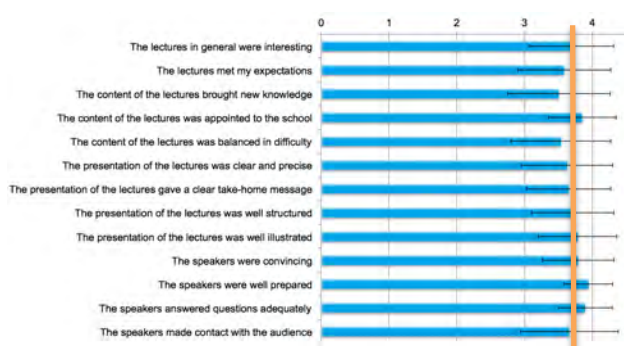 0 1 2 3 4
The lectures in general were interesting
The lectures met my expectations
The content of the lectures brought new knowledge
The content of the lectures was appointed to the school
The content of the lectures was balanced in difficulty
The presentation of the lectures was clear and precise
The presentation of the lectures gave a clear take-home message
The presentation of the lectures was well structured
The presentation of the lectures was well illustrated
The speakers were convincing
The speakers were well prepared
The speakers answered questions adequately
The speakers made contact with the audience